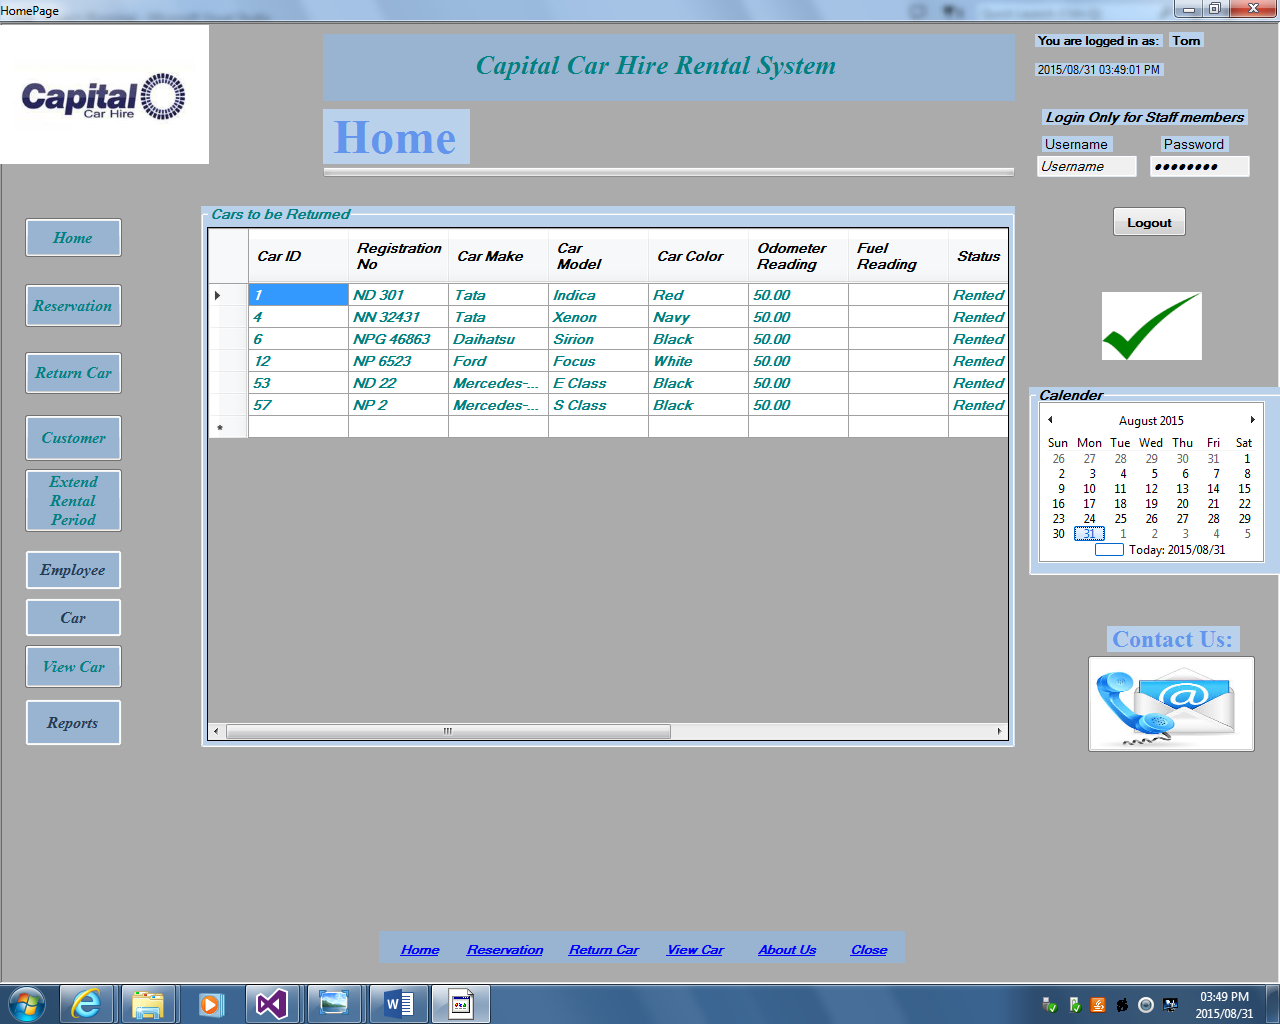 HomePage
Capital
Car Hire
Capital Car Hire Rental System
Home
You are logged in as: Tom
2015/08/31 03:49:01 PM
Login Only for Staff members
Username Password
Username ●●●●●●●●
Logout
Home
Reservation
Return Car
Customer
Extend
Rental
Period
Employee
Car
View Car
Reports
Cars to be Returned
Car ID Registration No Car Make Car Model Car Color Odometer Reading Fuel Reading Status
1 ND 301 Tata Indica Red 50.00 Rented
4 NN 32431 Tata Xenon Navy 50.00 Rented
6 NPG 46863 Daihatsu Sirion Black 50.00 Rented
12 NP 6523 Ford Focus White 50.00 Rented
53 ND 22 Mercedes-... E Class Black 50.00 Rented
57 NP 2 Mercedes-... S Class Black 50.00 Rented
*
Calender
August 2015
Sun Mon Tue Wed Thu Fri Sat
26 27 28 29 30 31 1
2 3 4 5 6 7 8
9 10 11 12 13 14 15
16 17 18 19 20 21 22
23 24 25 26 27 28 29
30 31 1 2 3 4 5
Today: 2015/08/31
Contact Us:
@
Home Reservation Return Car View Car About Us Close
03:49 PM
2015/08/31